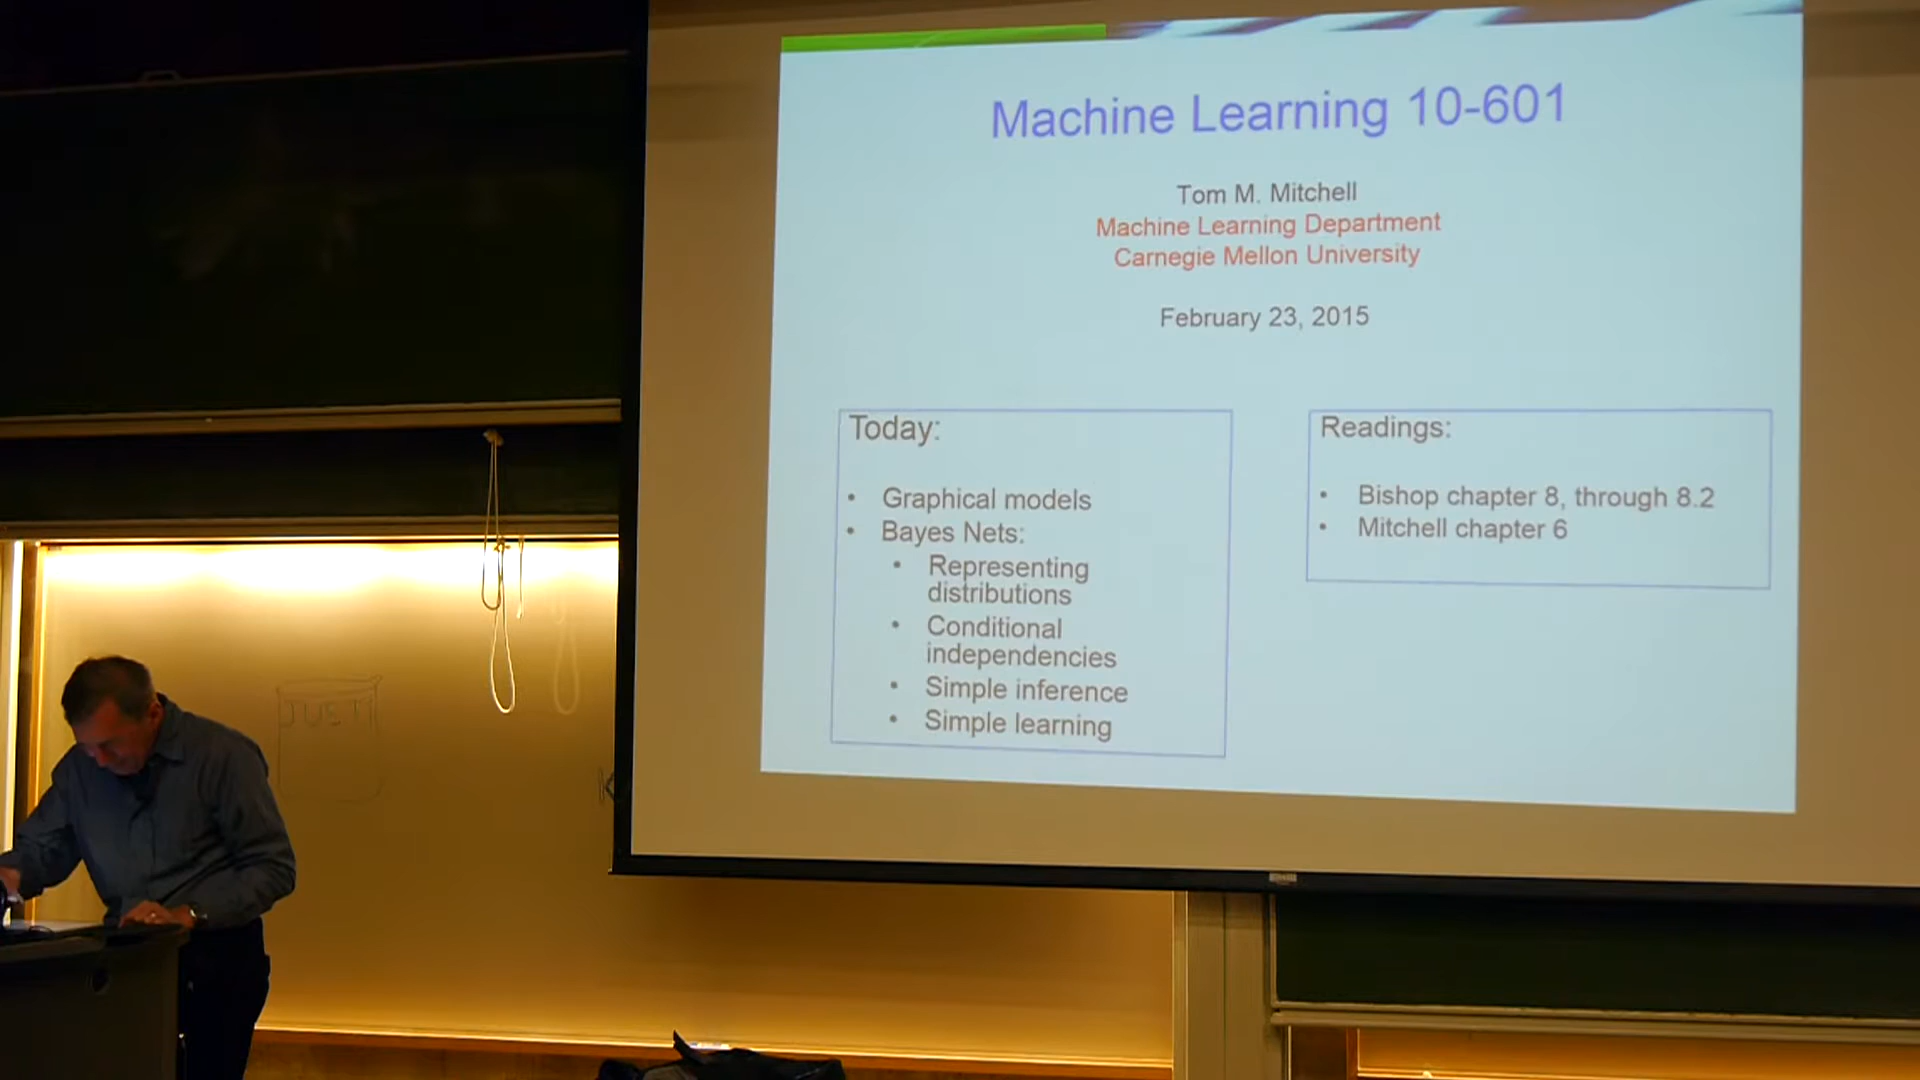 Machine Learning 10-601
Tom M. Mitchell
Machine Learning Department
Carnegie Mellon University
February 23, 2015
Today:
• Graphical models
• Bayes Nets:
• Representing
distributions
• Conditional
independencies
• Simple inference
• Simple learning
Readings:
• Bishop chapter 8, through 8.2
• Mitchell chapter 6